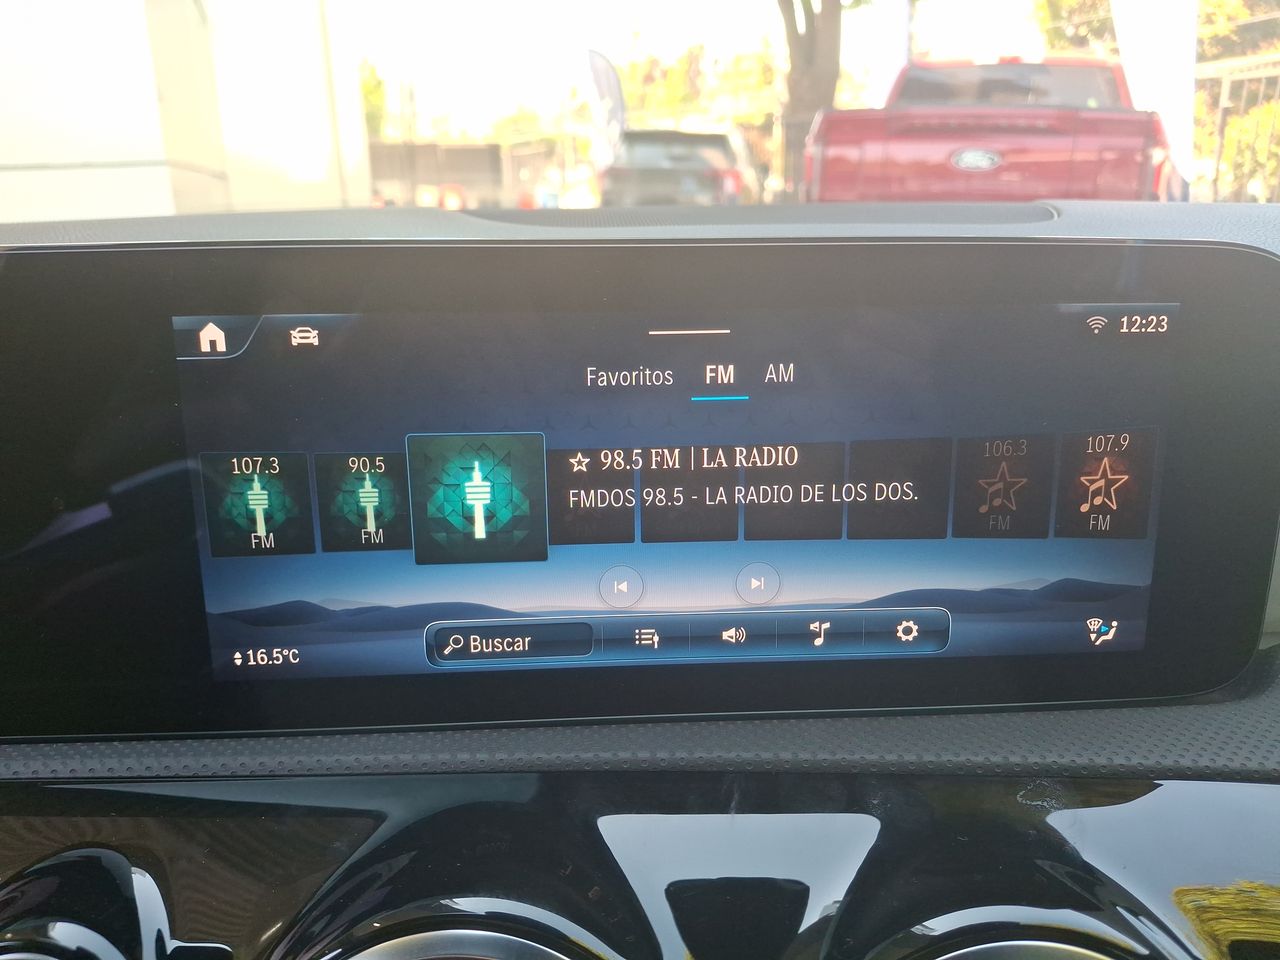 12:23
Favoritos FM AM
107.3
FM
90.5
FM
98.5 FM | LA RADIO
FMDOS 98.5 - LA RADIO DE LOS DOS.
106.3
FM
107.9
FM
16.5°C
Buscar
Ford